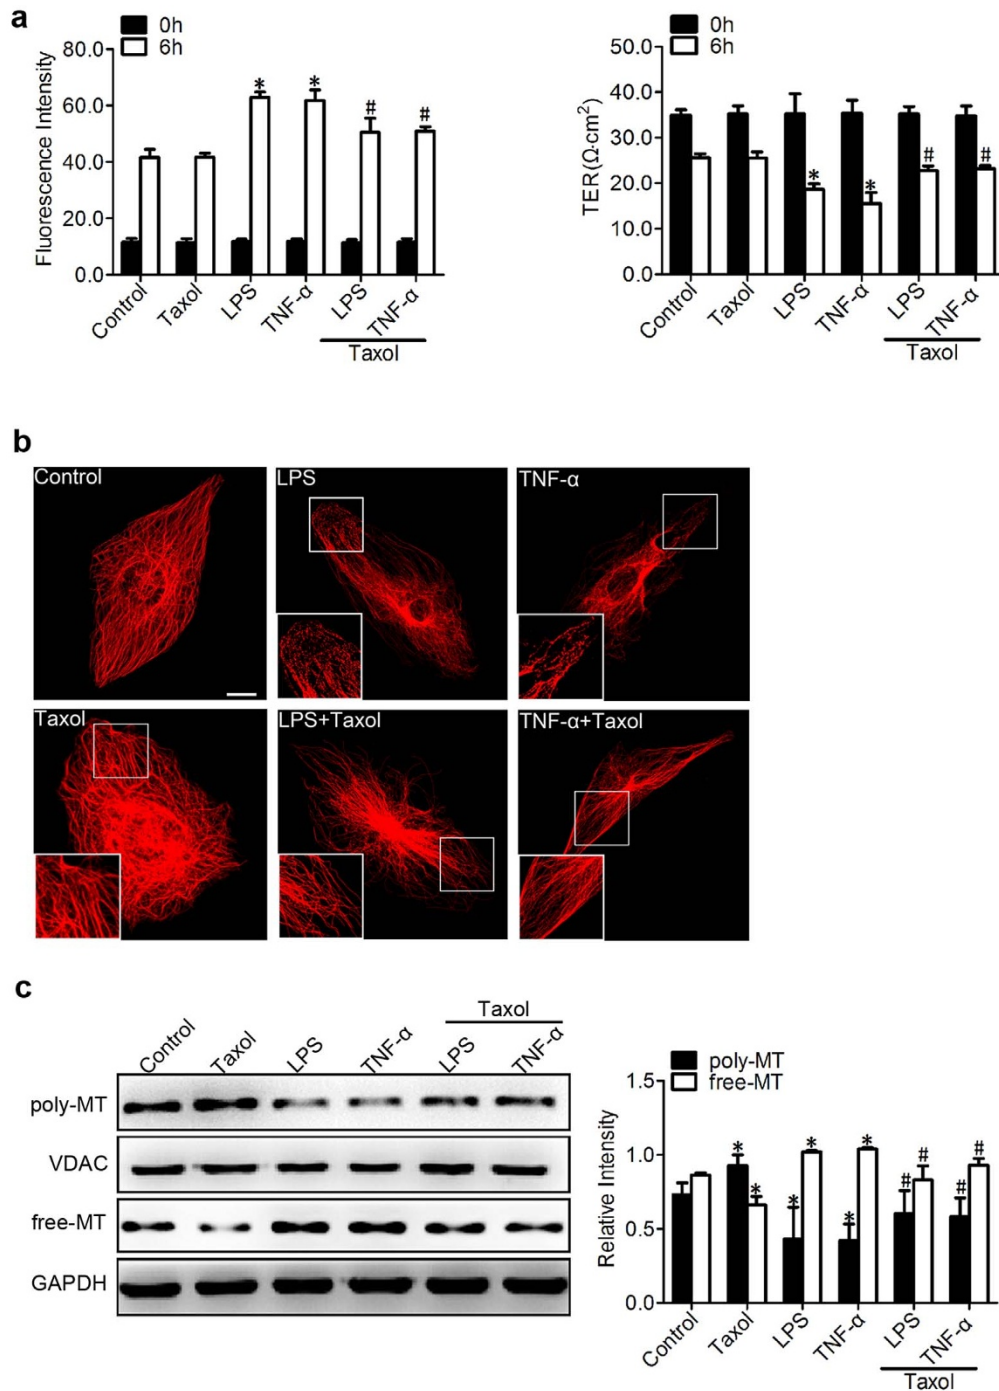 a
0h
6h
80.0
60.0
40.0
20.0
0.0
Fluorescence Intensity
*
*
#
#
Control
Taxol
LPS
TNF-α
LPS
TNF-α
Taxol
0h
6h
50.0
40.0
30.0
20.0
10.0
0.0
TER(Ω·cm²)
*
*
#
#
Control
Taxol
LPS
TNF-α
LPS
TNF-α
Taxol
b
Control
LPS
TNF-α
Taxol
LPS+Taxol
TNF-α+Taxol
c
Taxol
Control
Taxol
LPS
TNF-α
LPS
TNF-α
poly-MT
VDAC
free-MT
GAPDH
poly-MT
free-MT
1.5
1.0
0.5
0.0
Relative Intensity
*
*
*
*
*
*
#
#
#
#
Control
Taxol
LPS
TNF-α
LPS
TNF-α
Taxol